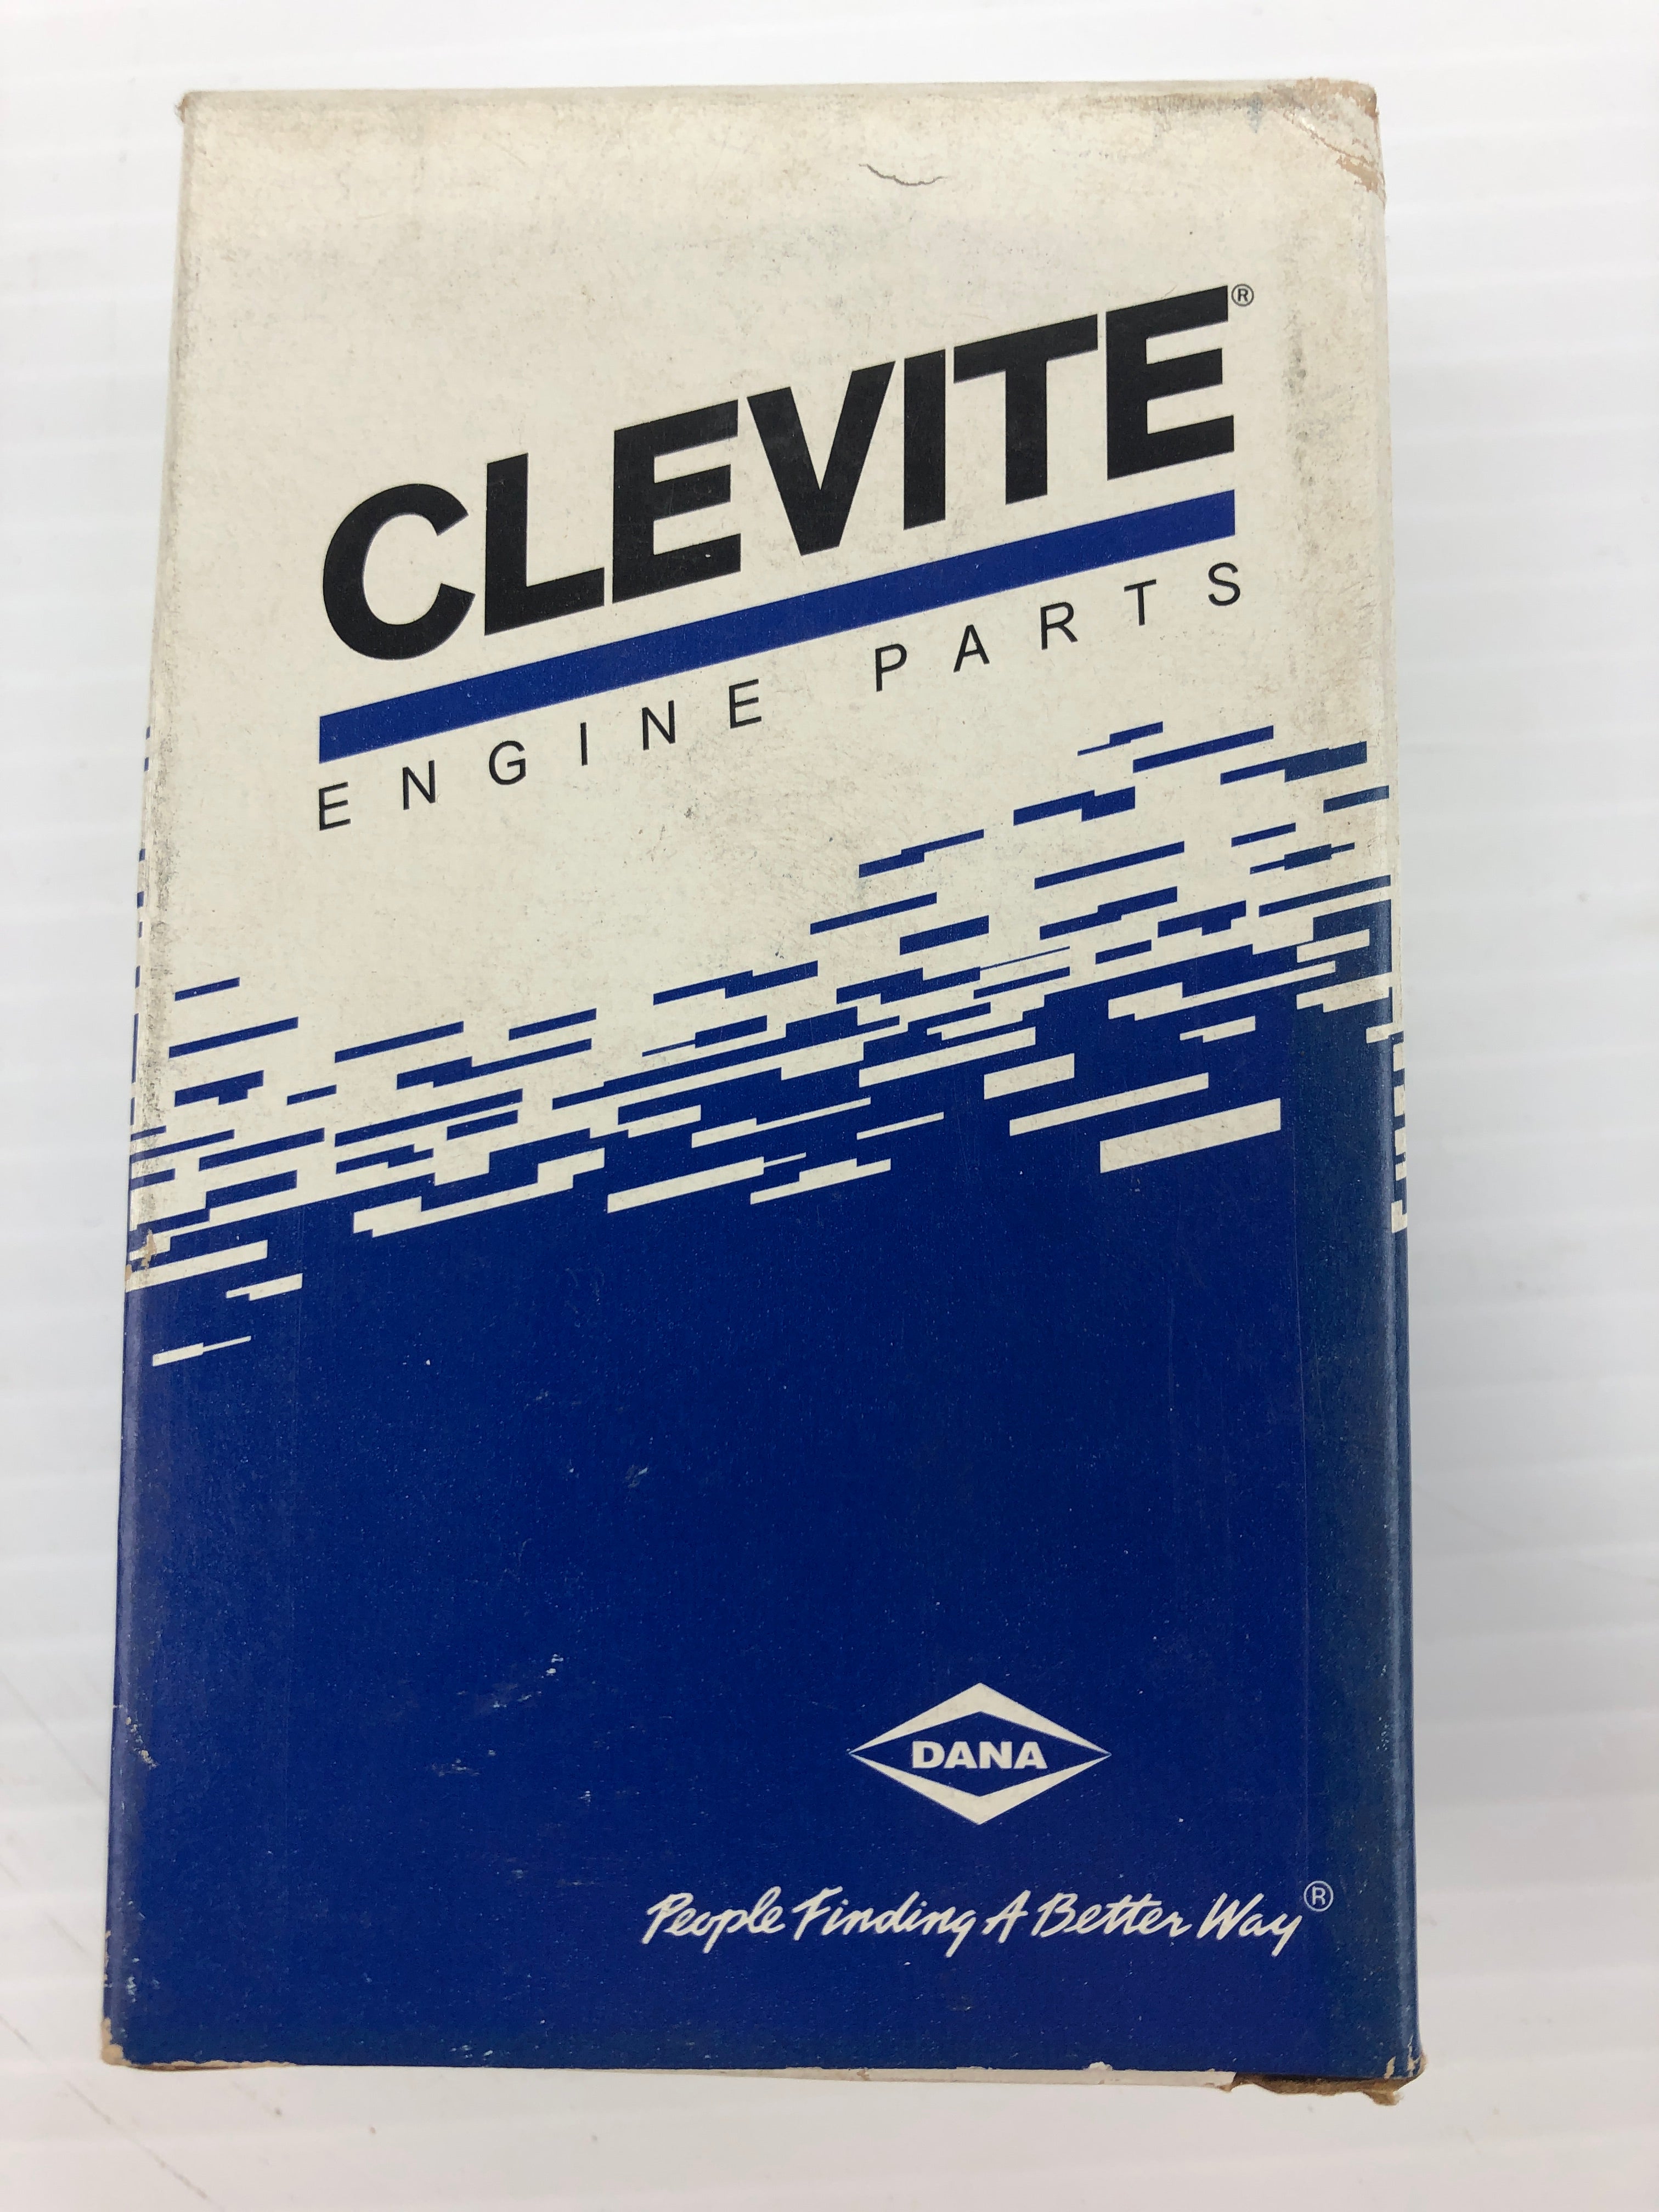 CLEVITE®
ENGINE PARTS
DANA
People Finding A Better Way®